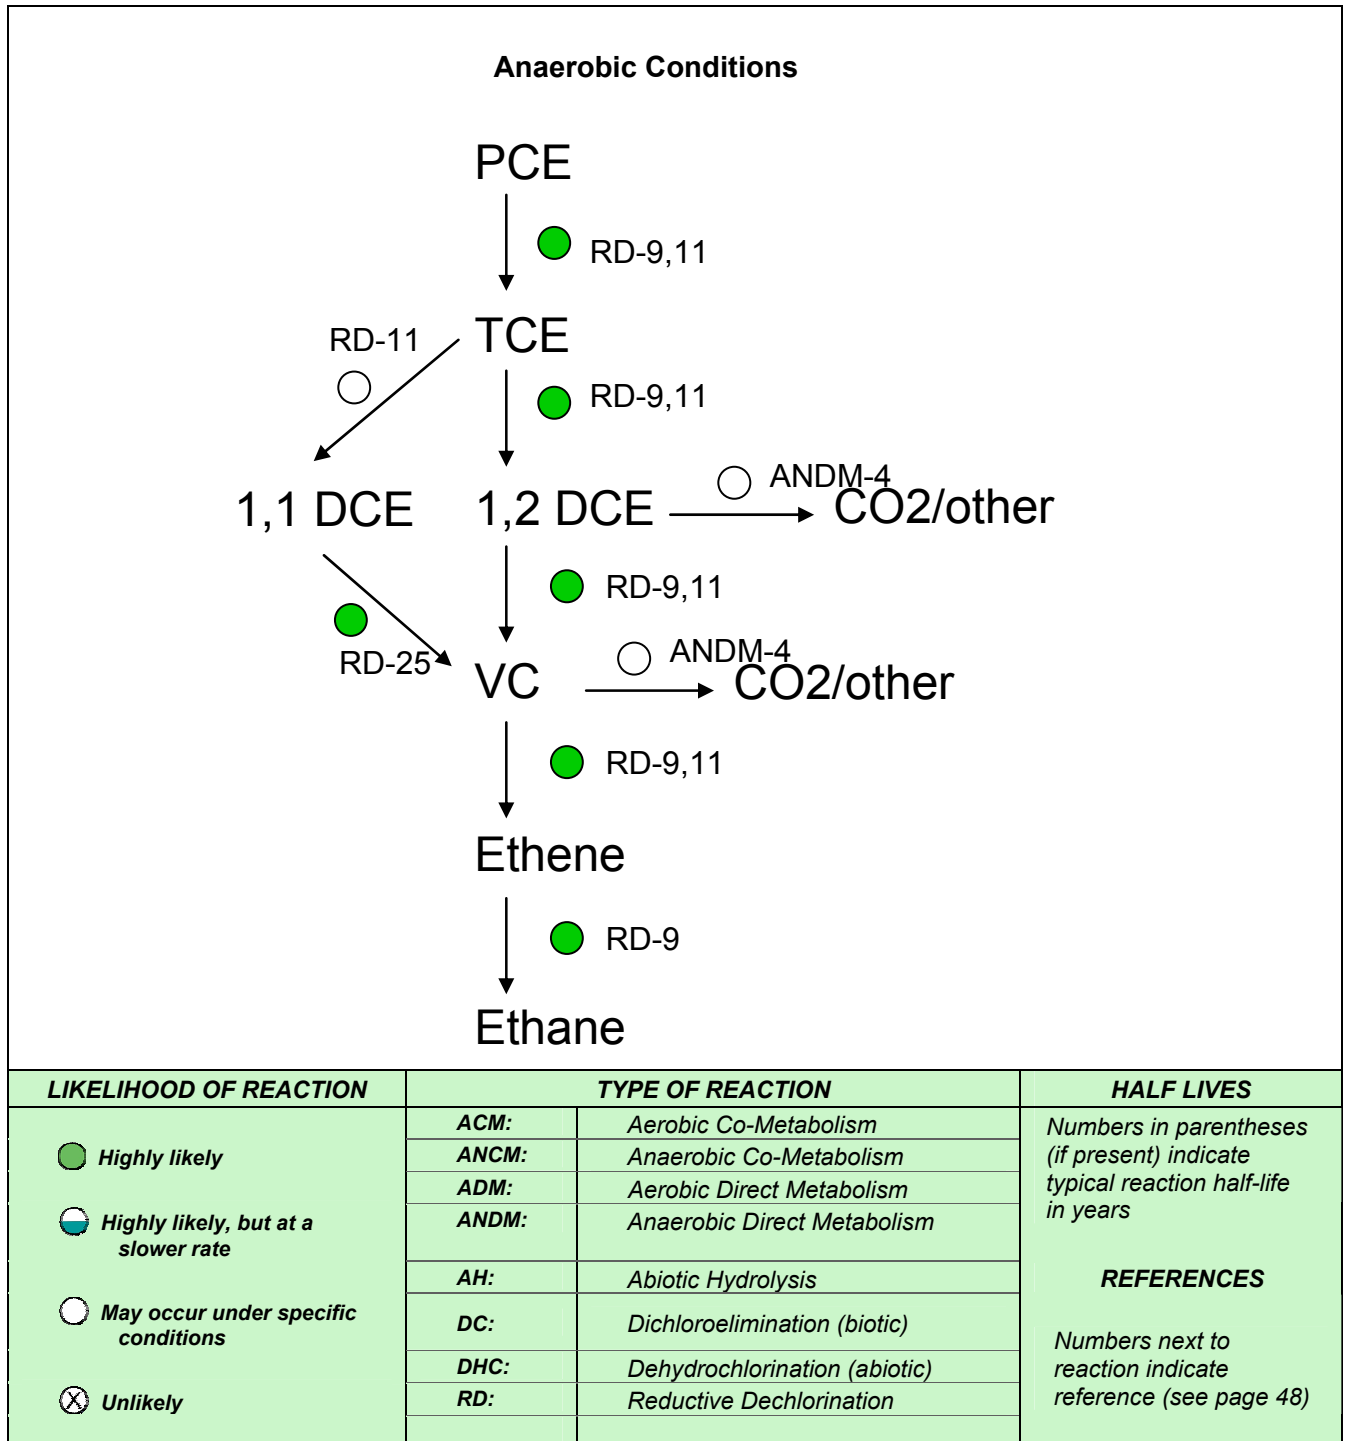 Anaerobic Conditions
PCE
RD-9,11
TCE
RD-11
RD-9,11
1,1 DCE
1,2 DCE
ANDM-4
CO2/other
RD-9,11
RD-25
VC
ANDM-4
CO2/other
RD-9,11
Ethene
RD-9
Ethane
LIKELIHOOD OF REACTION
Highly likely
Highly likely, but at a
slower rate
May occur under specific
conditions
X
Unlikely
TYPE OF REACTION
ACM: Aerobic Co-Metabolism
ANCM: Anaerobic Co-Metabolism
ADM: Aerobic Direct Metabolism
ANDM: Anaerobic Direct Metabolism
AH: Abiotic Hydrolysis
DC: Dichloroelimination (biotic)
DHC: Dehydrochlorination (abiotic)
RD: Reductive Dechlorination
HALF LIVES
Numbers in parentheses
(if present) indicate
typical reaction half-life
in years
REFERENCES
Numbers next to
reaction indicate
reference (see page 48)